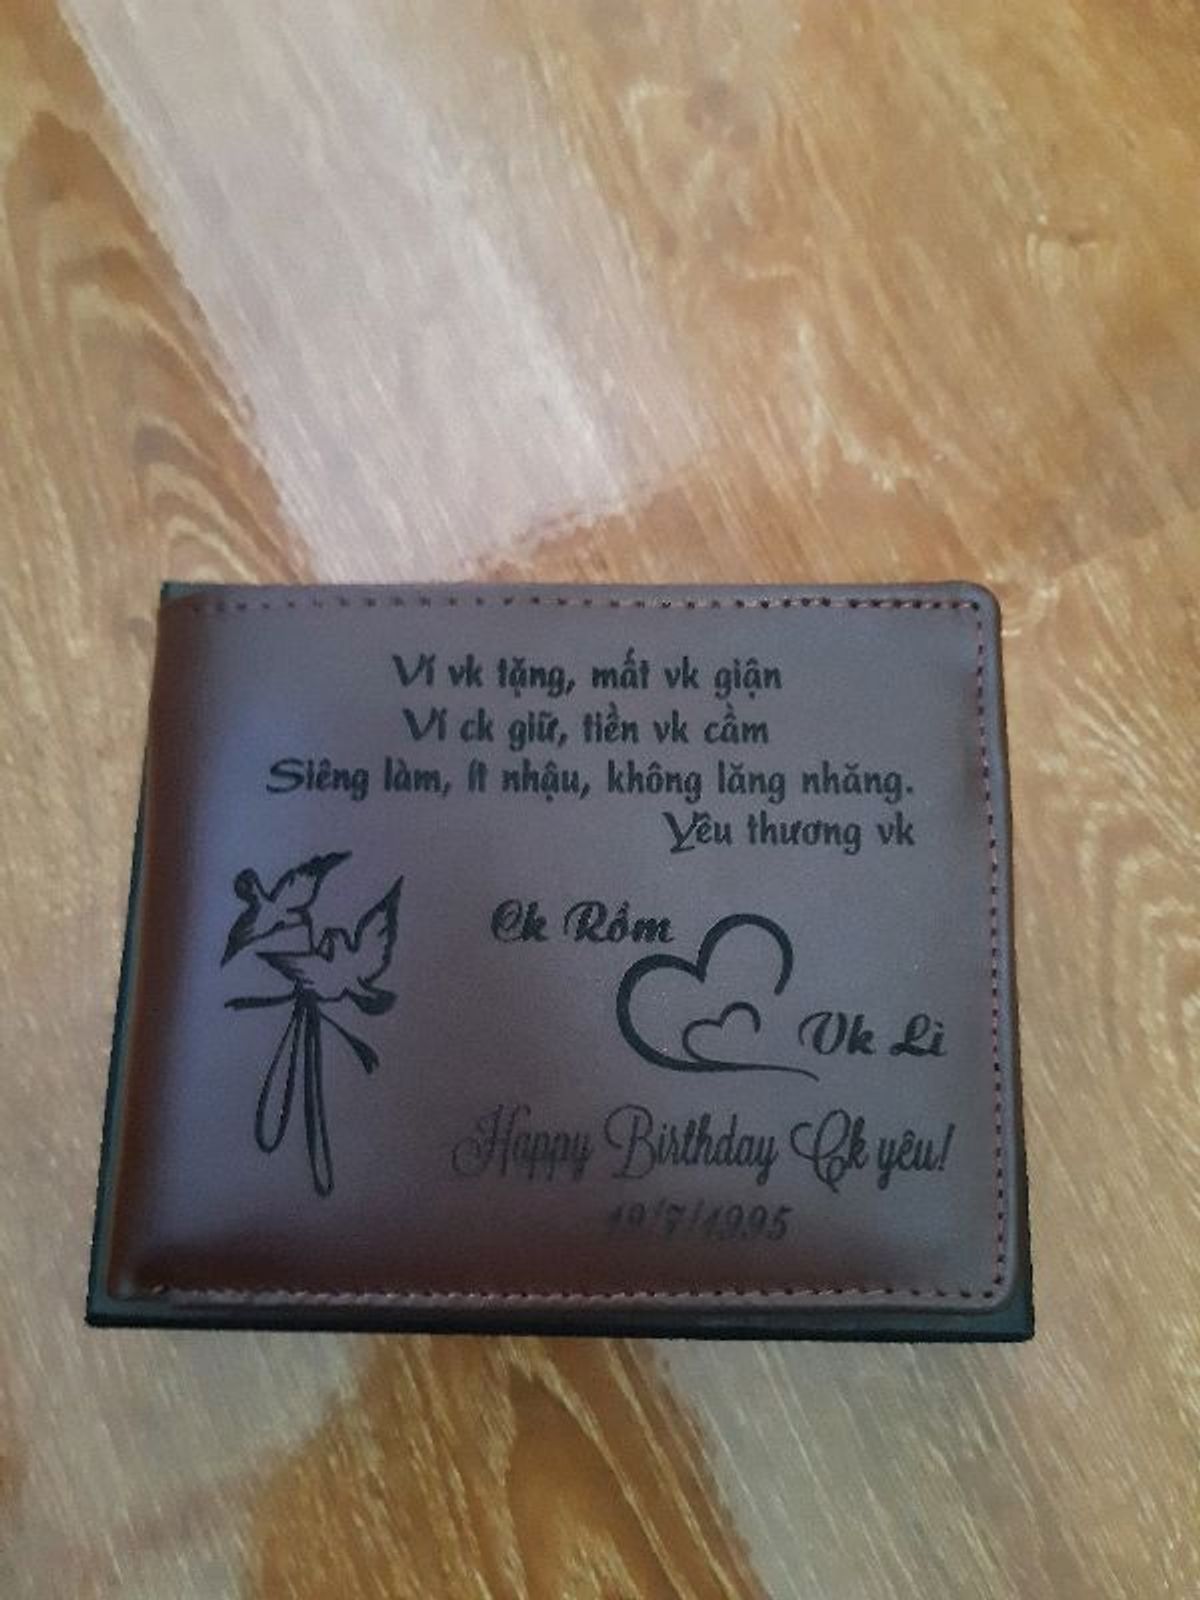 Ví vk tặng, mất vk giận
Ví ck giữ, tiền vk cầm
Siêng làm, ít nhậu, không lăng nhăng.
Yêu thương vk
Ck Rồm
Vk Lì
Happy Birthday Ck yêu!
19/7/1995